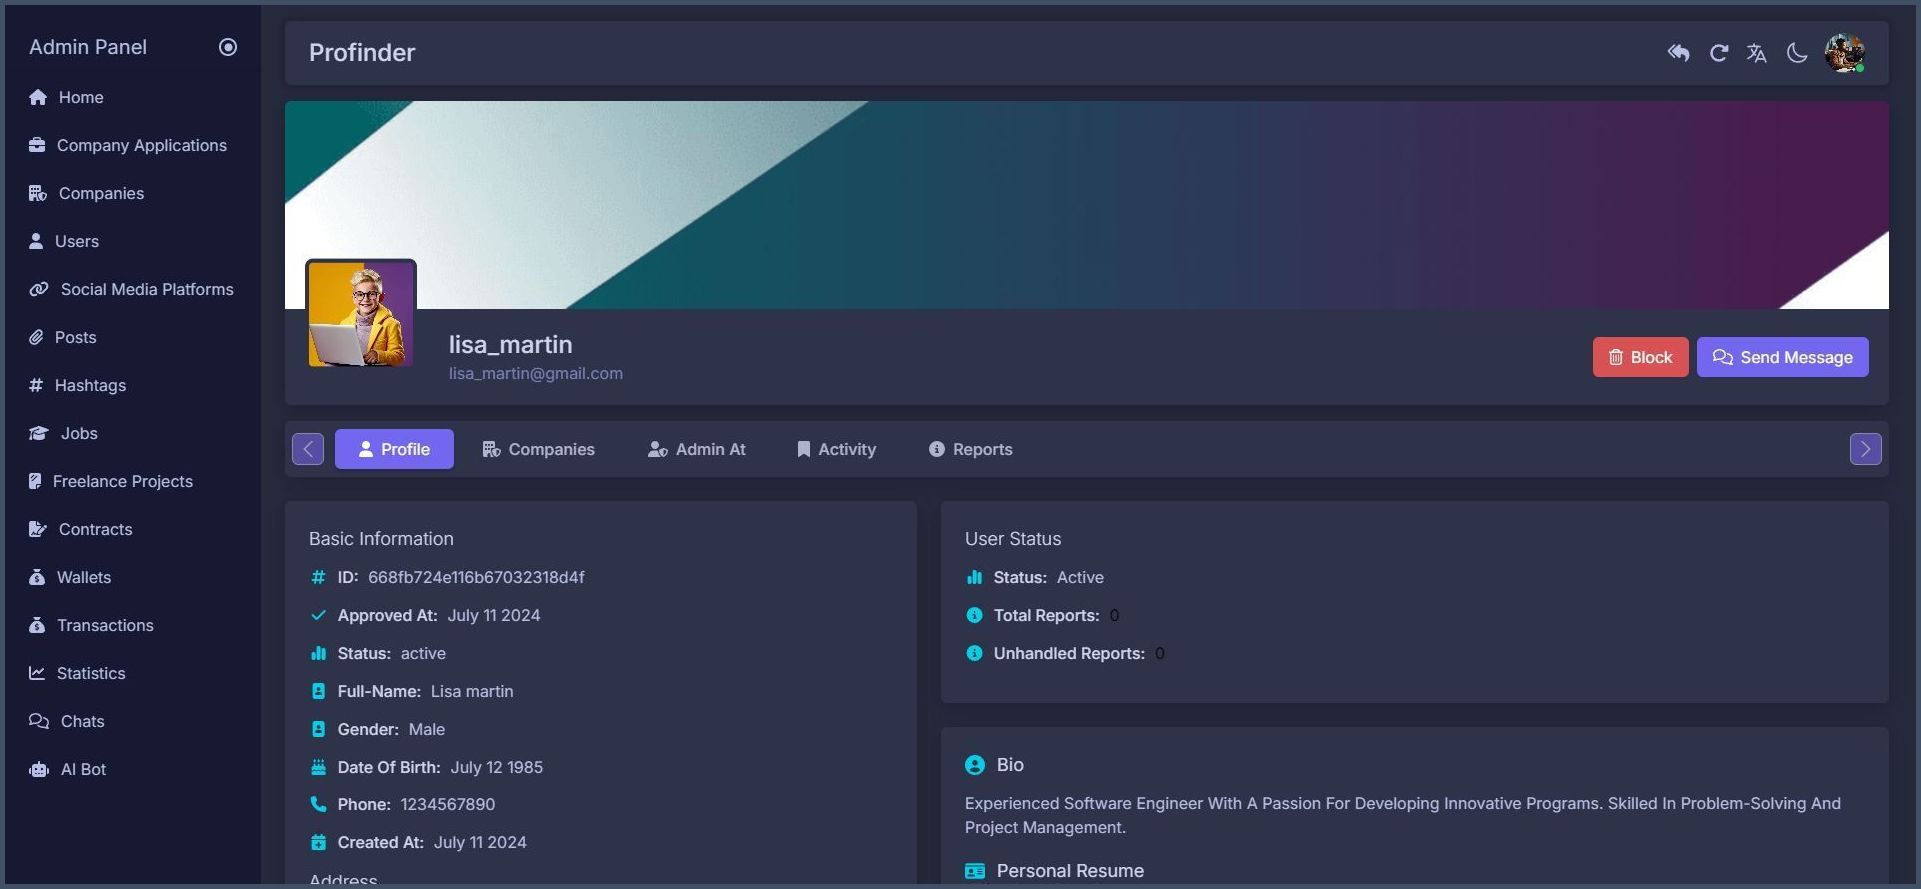 Admin Panel
Home
Company Applications
Companies
Users
Social Media Platforms
Posts
Hashtags
Jobs
Freelance Projects
Contracts
Wallets
Transactions
Statistics
Chats
AI Bot
Profinder
lisa_martin
lisa_martin@gmail.com
Block
Send Message
Profile
Companies
Admin At
Activity
Reports
Basic Information
ID: 668fb724e116b67032318d4f
Approved At: July 11 2024
Status: active
Full-Name: Lisa martin
Gender: Male
Date Of Birth: July 12 1985
Phone: 1234567890
Created At: July 11 2024
Address
User Status
Status: Active
Total Reports: 0
Unhandled Reports: 0
Bio
Experienced Software Engineer With A Passion For Developing Innovative Programs. Skilled In Problem-Solving And
Project Management.
Personal Resume